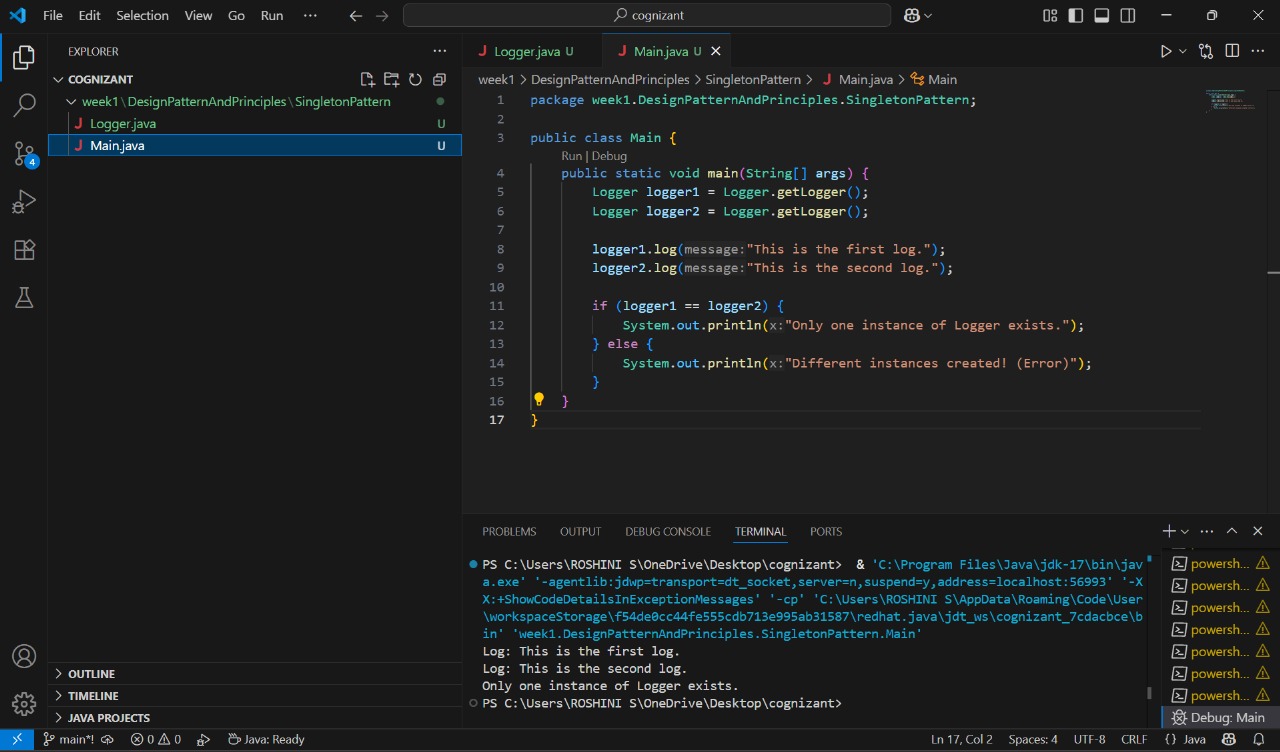 File Edit Selection View Go Run ··· cognizant
EXPLORER ···
COGNIZANT
week1\DesignPatternAndPrinciples\SingletonPattern
Logger.java U
Main.java U
4
OUTLINE
TIMELINE
JAVA PROJECTS
Logger.java U Main.java U
week1 > DesignPatternAndPrinciples > SingletonPattern > Main.java > Main
1 package week1.DesignPatternAndPrinciples.SingletonPattern;
2
3 public class Main {
Run | Debug
4 public static void main(String[] args) {
5 Logger logger1 = Logger.getLogger();
6 Logger logger2 = Logger.getLogger();
7
8 logger1.log(message:"This is the first log.");
9 logger2.log(message:"This is the second log.");
10
11 if (logger1 == logger2) {
12 System.out.println(x:"Only one instance of Logger exists.");
13 } else {
14 System.out.println(x:"Different instances created! (Error)");
15 }
16 }
17 }
PROBLEMS OUTPUT DEBUG CONSOLE TERMINAL PORTS
PS C:\Users\ROSHINI S\OneDrive\Desktop\cognizant> & 'C:\Program Files\Java\jdk-17\bin\jav
a.exe' '-agentlib:jdwp=transport=dt_socket,server=n,suspend=y,address=localhost:56993' '-X
X:+ShowCodeDetailsInExceptionMessages' '-cp' 'C:\Users\ROSHINI S\AppData\Roaming\Code\User
\workspaceStorage\f54de0cc44fe555cdb713e995ab31587\redhat.java\jdt_ws\cognizant_7cdacbce\b
in' 'week1.DesignPatternAndPrinciples.SingletonPattern.Main'
Log: This is the first log.
Log: This is the second log.
Only one instance of Logger exists.
PS C:\Users\ROSHINI S\OneDrive\Desktop\cognizant>
powersh...
powersh...
powersh...
powersh...
powersh...
powersh...
powersh...
Debug: Main
main*! 0 0 Java: Ready Ln 17, Col 2 Spaces: 4 UTF-8 CRLF {} Java